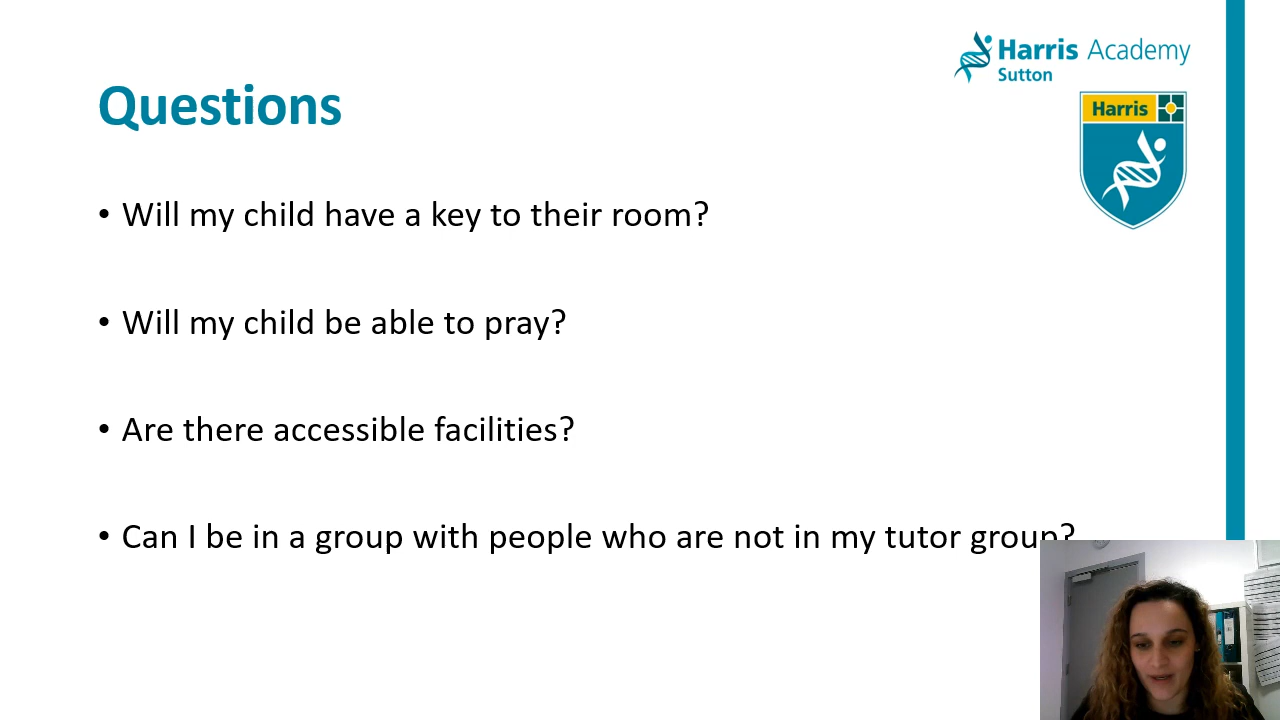 Harris Academy
Sutton
Harris
Questions
• Will my child have a key to their room?
• Will my child be able to pray?
• Are there accessible facilities?
• Can I be in a group with people who are not in my tutor group?